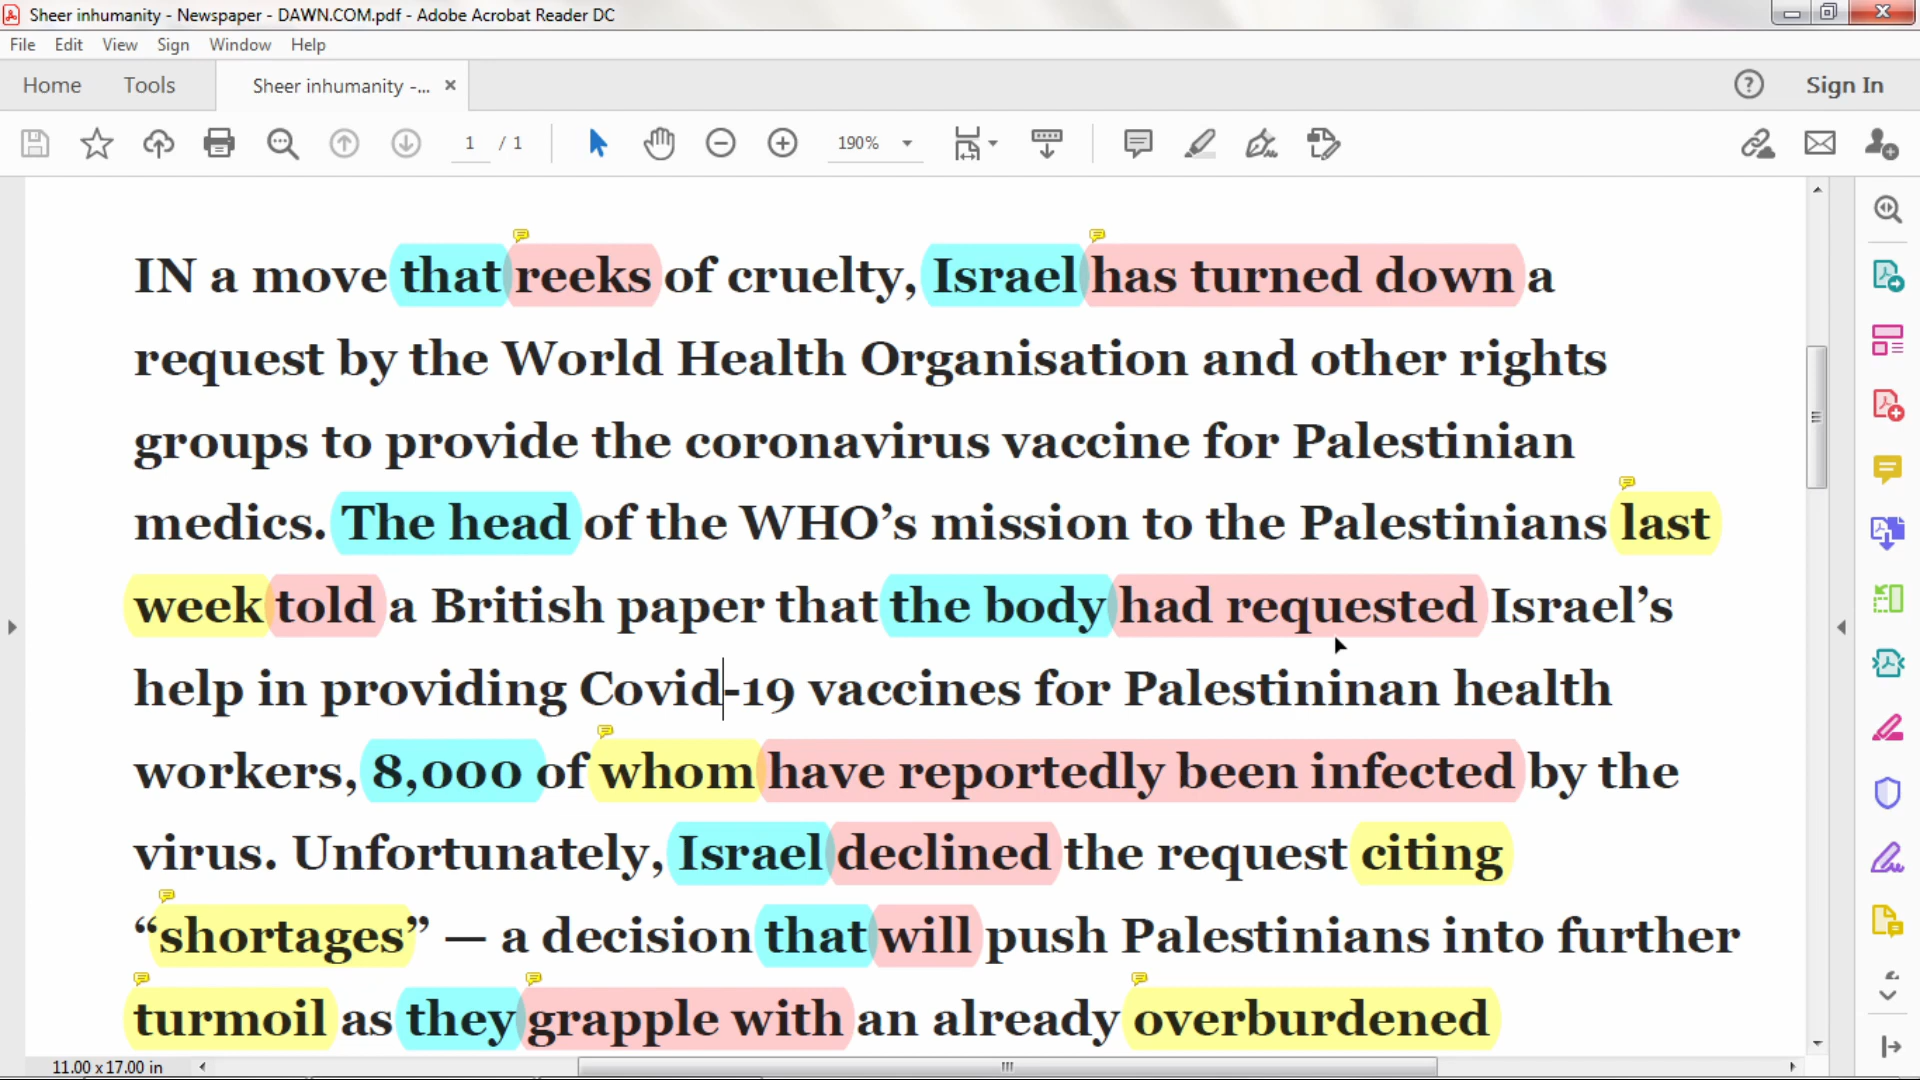 Sheer inhumanity - Newspaper - DAWN.COM.pdf - Adobe Acrobat Reader DC
File Edit View Sign Window Help
Home Tools Sheer inhumanity -... × Sign In
1 / 1 190%
IN a move that reeks of cruelty, Israel has turned down a
request by the World Health Organisation and other rights
groups to provide the coronavirus vaccine for Palestinian
medics. The head of the WHO’s mission to the Palestinians last
week told a British paper that the body had requested Israel’s
help in providing Covid-19 vaccines for Palestininan health
workers, 8,000 of whom have reportedly been infected by the
virus. Unfortunately, Israel declined the request citing
“shortages” — a decision that will push Palestinians into further
turmoil as they grapple with an already overburdened
11.00 x 17.00 in